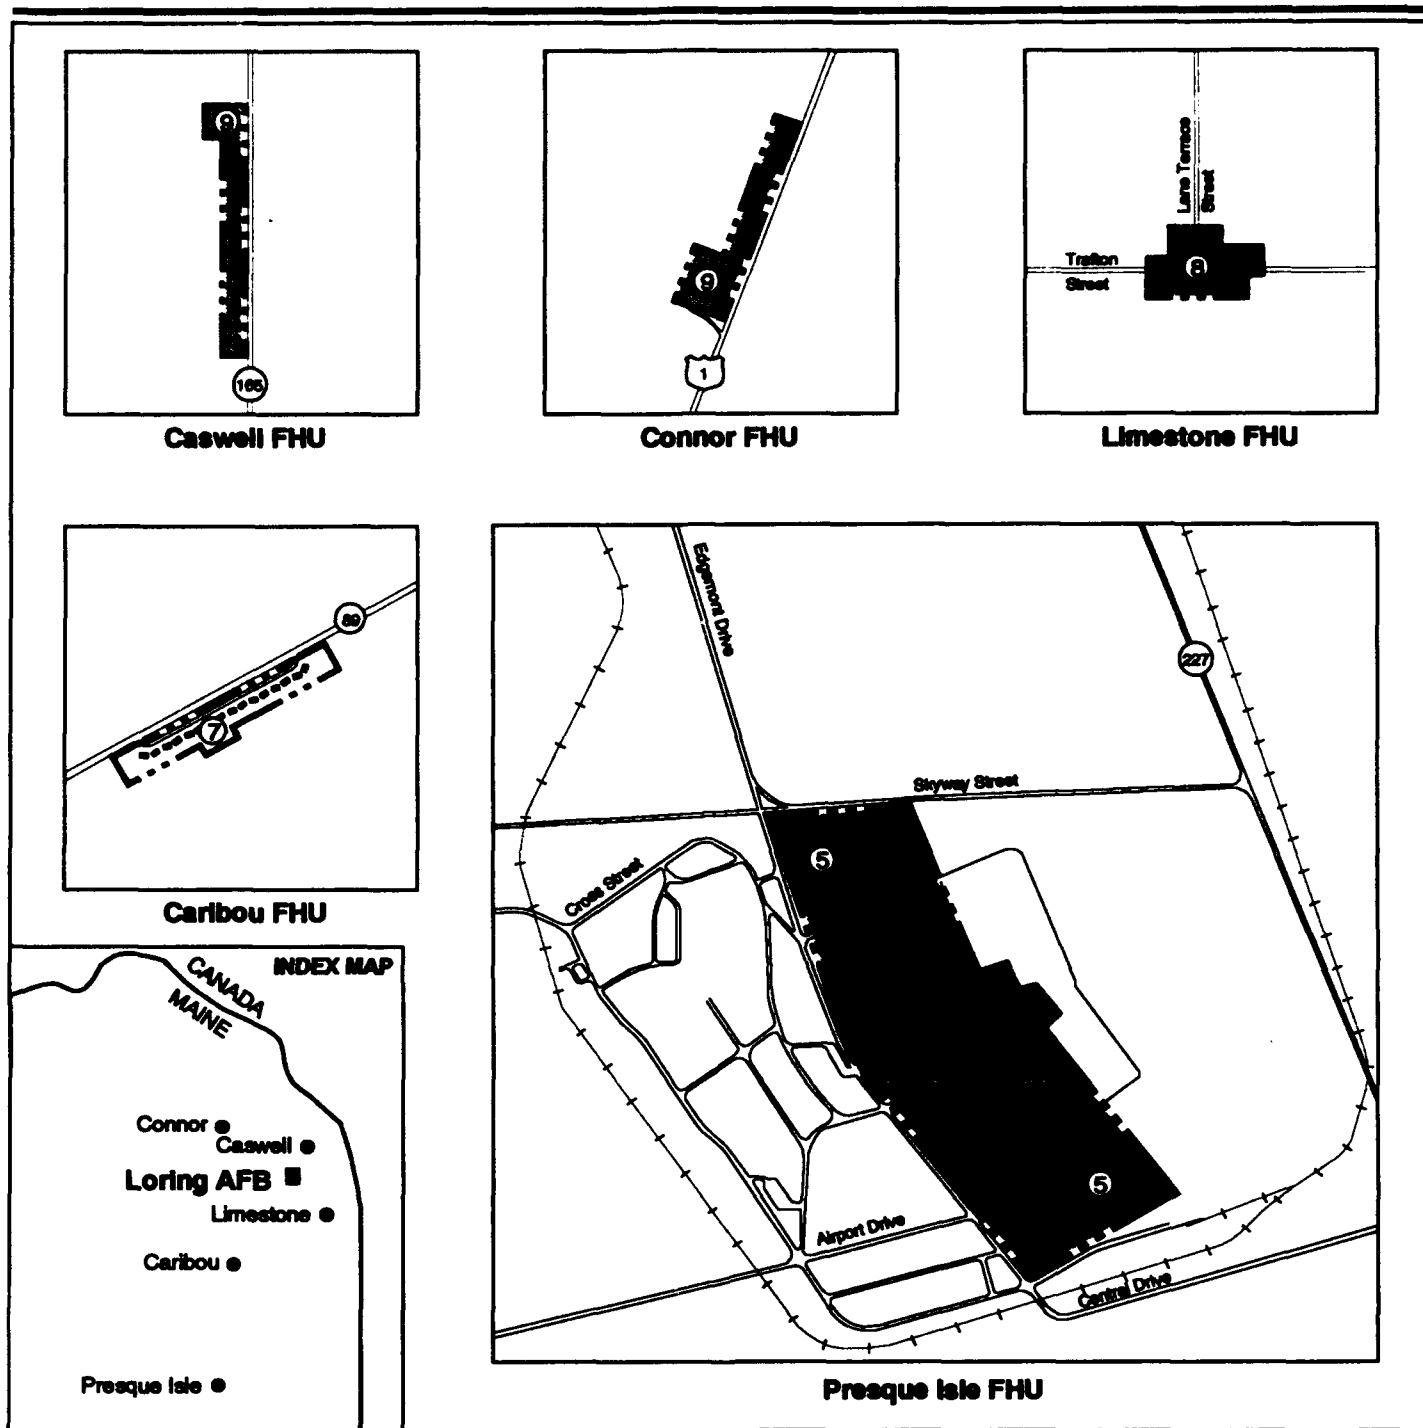 9
165
Caswell FHU
9
1
Connor FHU
Lane Terrace
Street
Trafton
Street
8
Limestone FHU
89
7
Caribou FHU
Edgemont Drive
227
Skyway Street
5
Cross Street
5
Airport Drive
Central Drive
Presque Isle FHU
INDEX MAP
CANADA
MAINE
Connor
Caswell
Loring AFB
Limestone
Caribou
Presque Isle